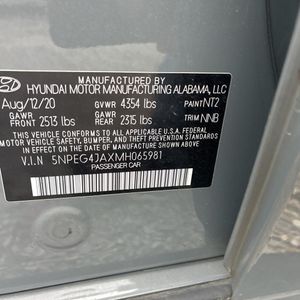 MANUFACTURED BY
HYUNDAI MOTOR MANUFACTURING ALABAMA, LLC
Aug/12/20 GVWR 4354 lbs PAINT NT2
GAWR FRONT 2513 lbs GAWR REAR 2315 lbs TRIM NNB
THIS VEHICLE CONFORMS TO ALL APPLICABLE U.S.A. FEDERAL
MOTOR VEHICLE SAFETY, BUMPER, AND THEFT PREVENTION
STANDARDS IN EFFECT ON THE DATE OF MANUFACTURE SHOWN ABOVE.
V.I.N 5NPEG4JAXMH065981
PASSENGER CAR